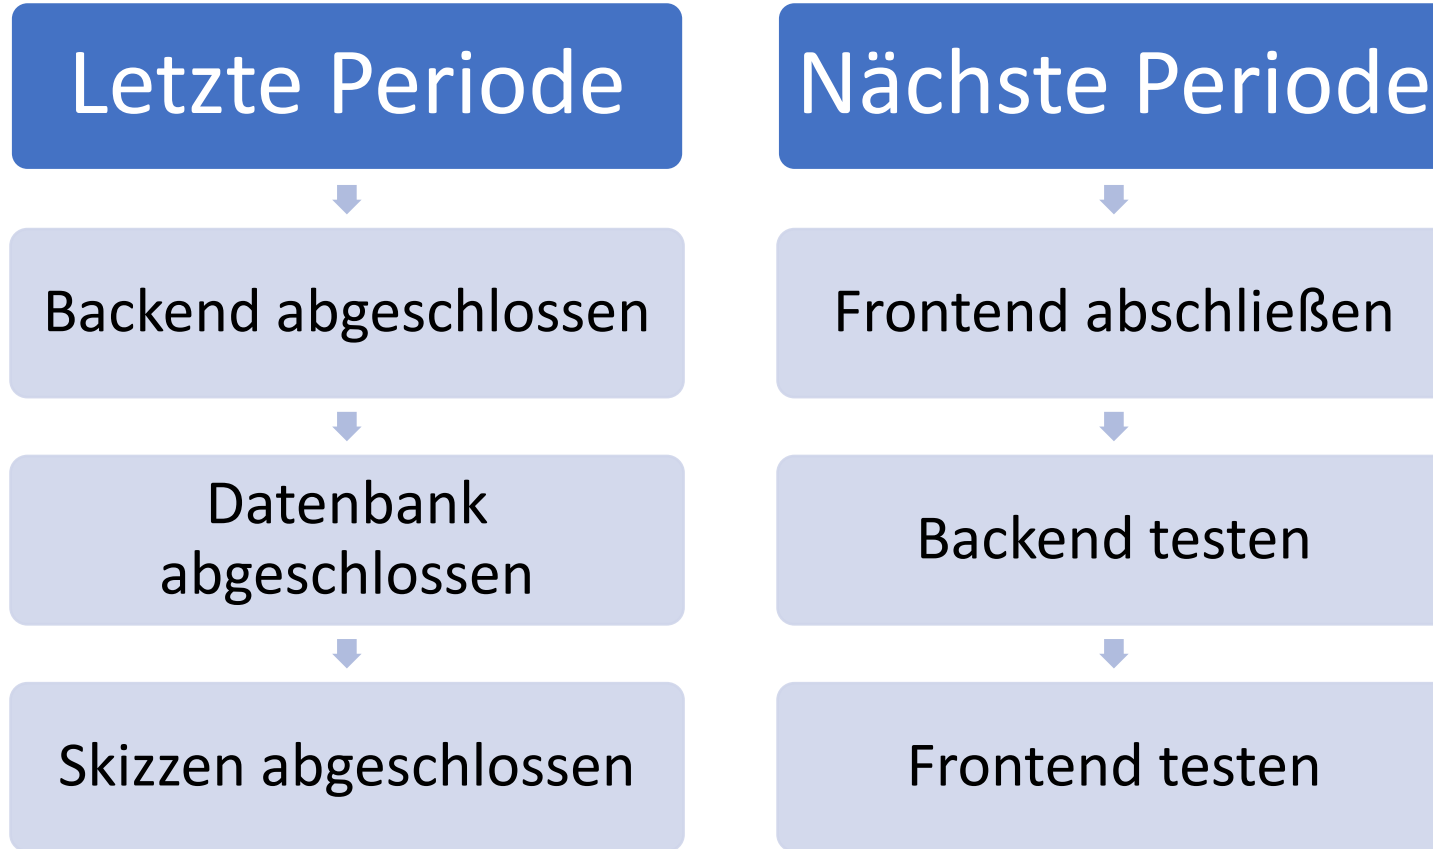 Letzte Periode
Backend abgeschlossen
Datenbank
abgeschlossen
Skizzen abgeschlossen
Nächste Periode
Frontend abschließen
Backend testen
Frontend testen